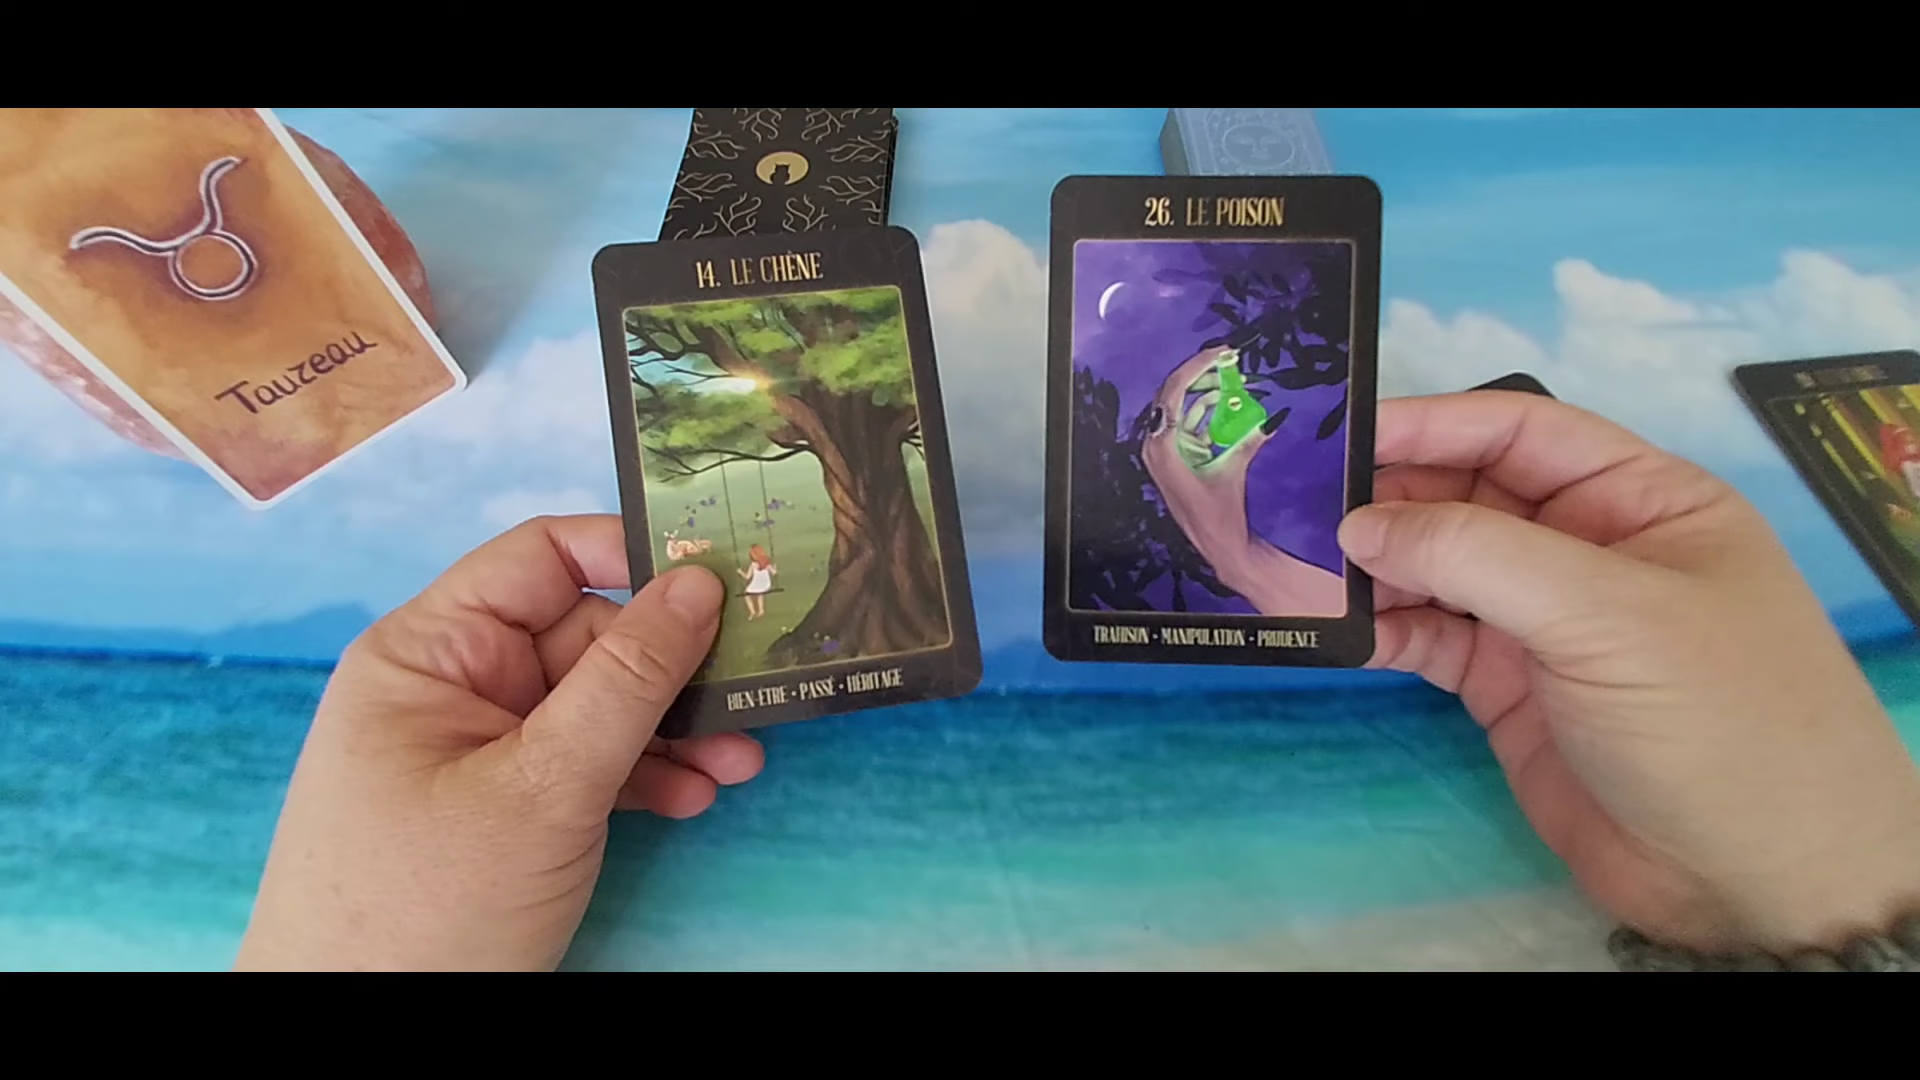 Taureau
14. LE CHÊNE
BIEN-ÊTRE • PASSÉ • HÉRITAGE
26. LE POISON
TRAHISON • MANIPULATION • PRUDENCE